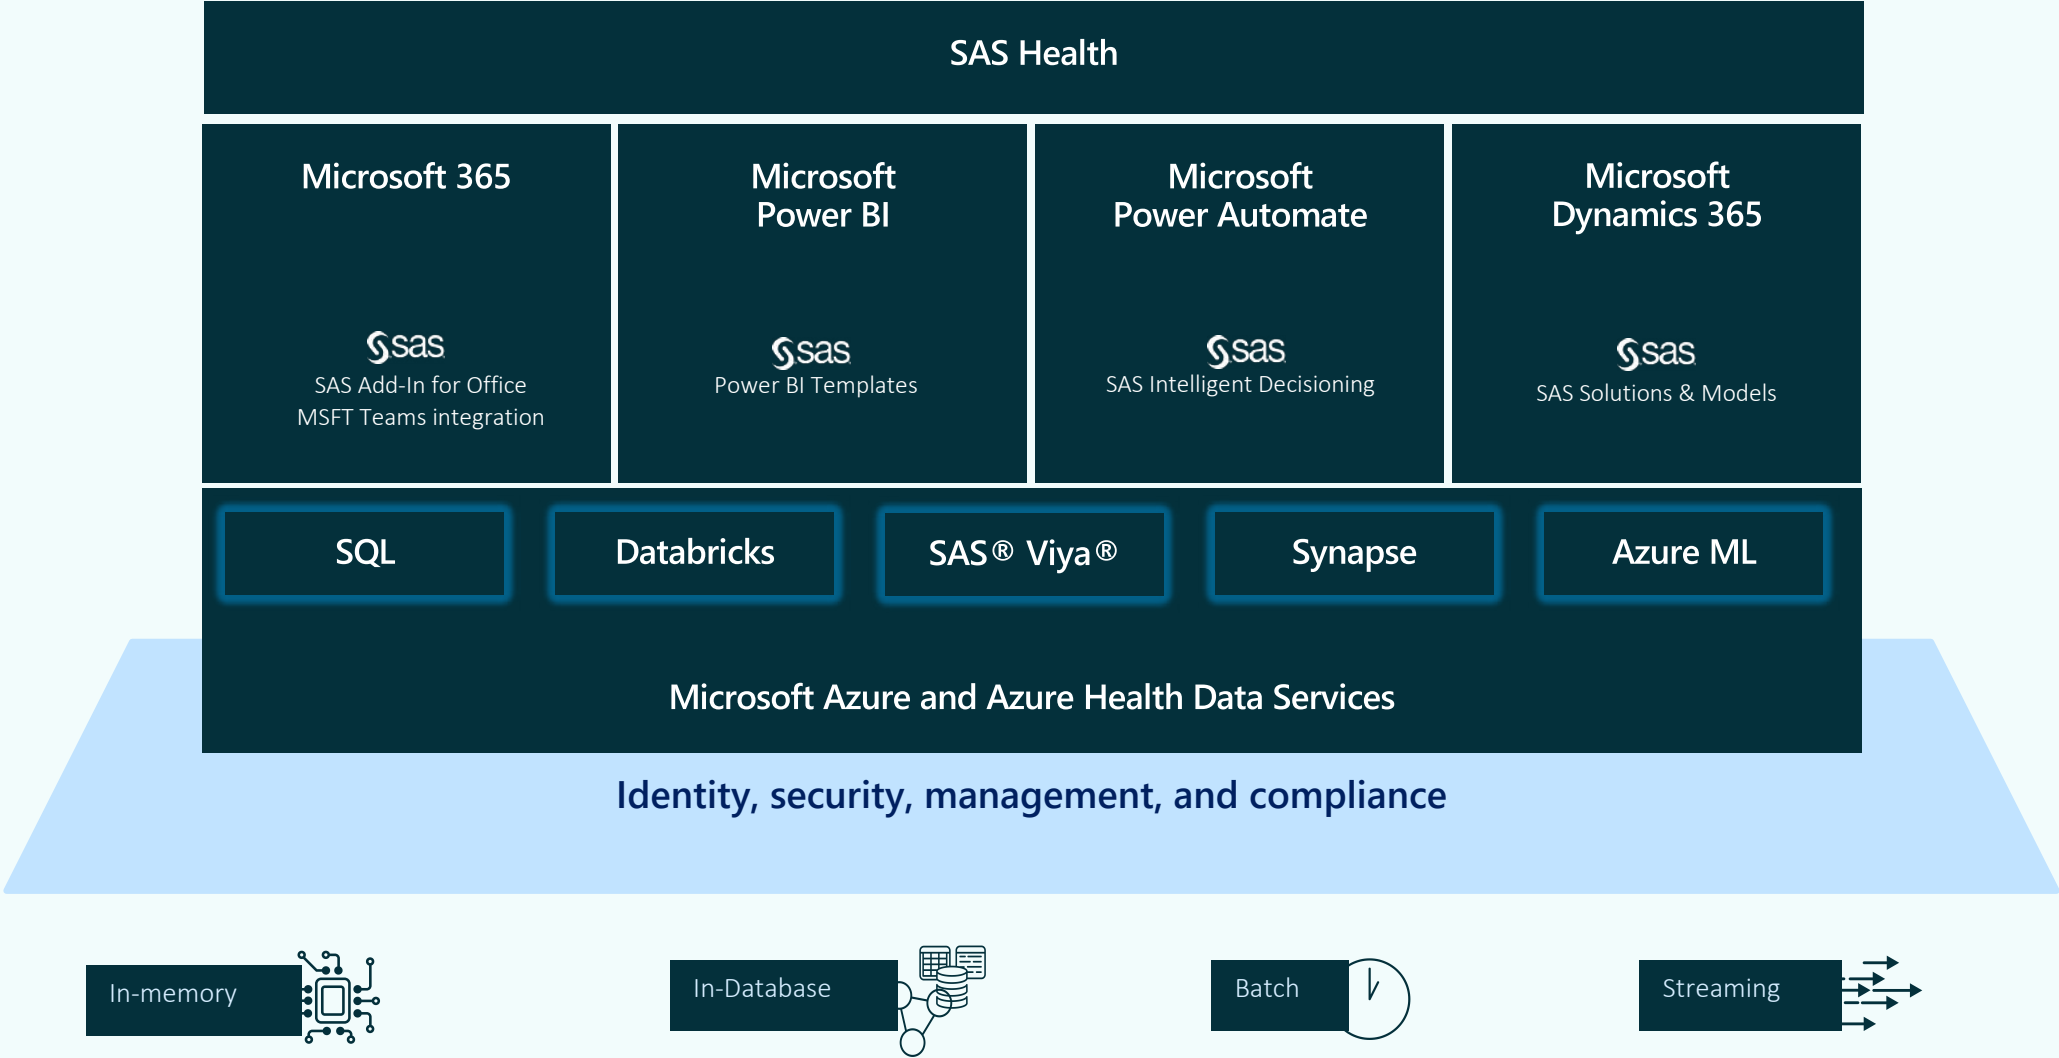 SAS Health
Microsoft 365
Microsoft
Power BI
Microsoft
Power Automate
Microsoft
Dynamics 365
sas
SAS Add-In for Office
MSFT Teams integration
sas
Power BI Templates
sas
SAS Intelligent Decisioning
sas
SAS Solutions & Models
SQL
Databricks
SAS® Viya®
Synapse
Azure ML
Microsoft Azure and Azure Health Data Services
Identity, security, management, and compliance
In-memory
In-Database
Batch
Streaming